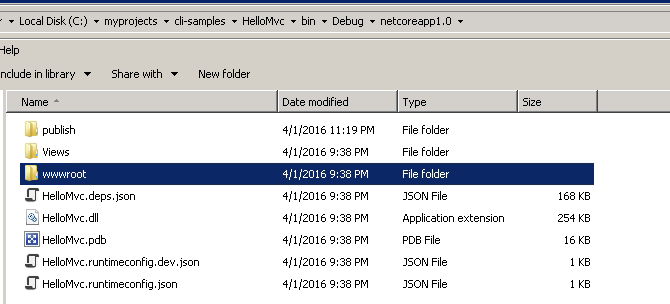 Local Disk (C:) myprojects cli-samples HelloMvc bin Debug netcoreapp1.0
Help
nclude in library Share with New folder
Name Date modified Type Size
publish 4/1/2016 11:19 PM File folder
Views 4/1/2016 9:38 PM File folder
wwwroot 4/1/2016 9:38 PM File folder
HelloMvc.deps.json 4/1/2016 9:38 PM JSON File 168 KB
HelloMvc.dll 4/1/2016 9:38 PM Application extension 254 KB
HelloMvc.pdb 4/1/2016 9:38 PM PDB File 16 KB
HelloMvc.runtimeconfig.dev.json 4/1/2016 9:38 PM JSON File 1 KB
HelloMvc.runtimeconfig.json 4/1/2016 9:38 PM JSON File 1 KB